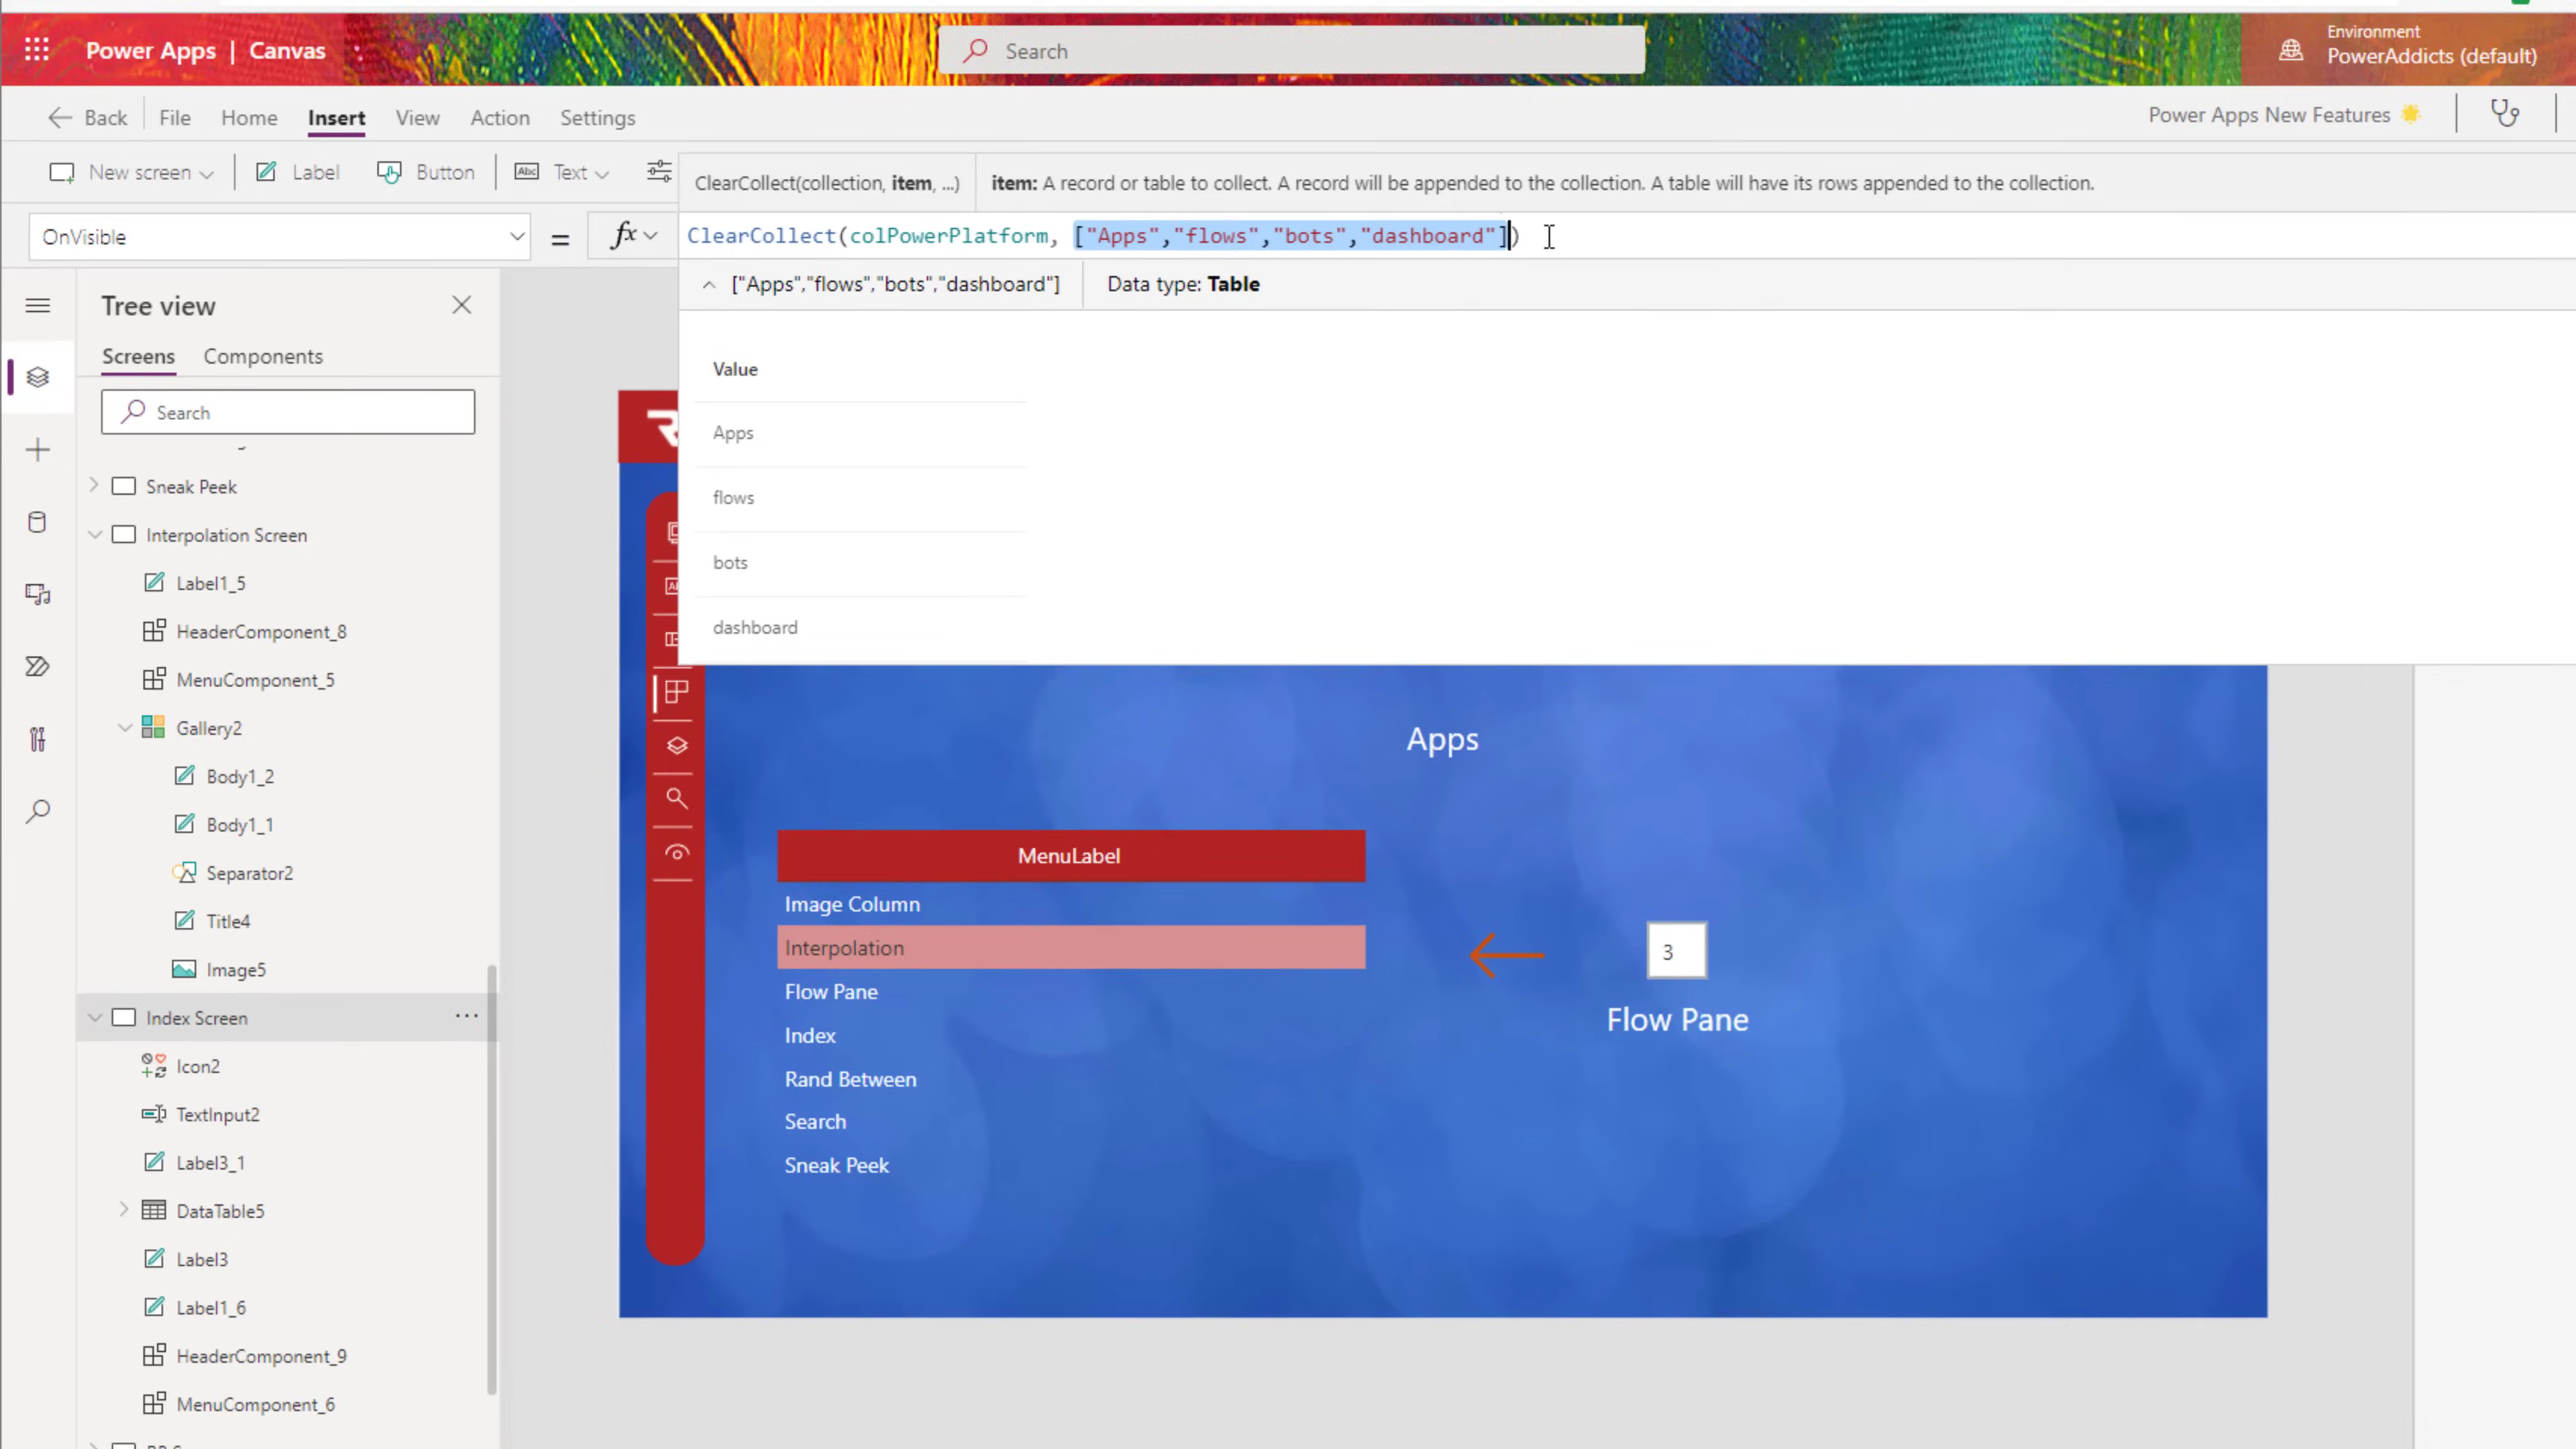 Power Apps | Canvas
Search
Environment
PowerAddicts (default)
Back
File
Home
Insert
View
Action
Settings
Power Apps New Features
New screen
Label
Button
Abc
Text
ClearCollect(collection, item, ...)
item: A record or table to collect. A record will be appended to the collection. A table will have its rows appended to the collection.
OnVisible
=
fx
ClearCollect(colPowerPlatform, ["Apps","flows","bots","dashboard"])
["Apps","flows","bots","dashboard"]
Data type: Table
Tree view
Screens
Components
Search
Value
Apps
flows
bots
dashboard
Sneak Peek
Interpolation Screen
Label1_5
HeaderComponent_8
MenuComponent_5
Gallery2
Body1_2
Body1_1
Separator2
Title4
Image5
Index Screen
Icon2
TextInput2
Label3_1
DataTable5
Label3
Label1_6
HeaderComponent_9
MenuComponent_6
Apps
MenuLabel
Image Column
Interpolation
Flow Pane
Index
Rand Between
Search
Sneak Peek
3
Flow Pane